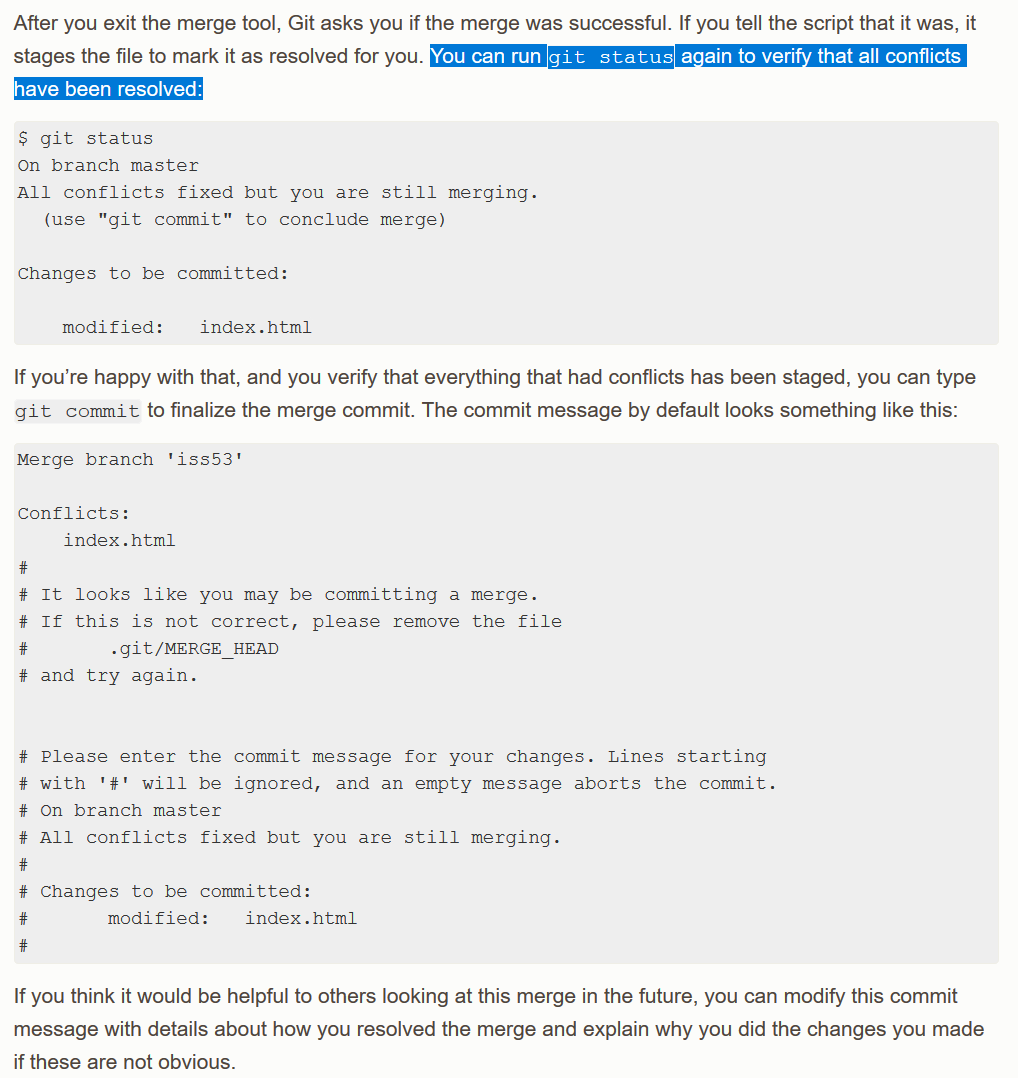 After you exit the merge tool, Git asks you if the merge was successful. If you tell the script that it was, it
stages the file to mark it as resolved for you. You can run git status again to verify that all conflicts
have been resolved:
$ git status
On branch master
All conflicts fixed but you are still merging.
  (use "git commit" to conclude merge)
Changes to be committed:
    modified:   index.html
If you’re happy with that, and you verify that everything that had conflicts has been staged, you can type
git commit to finalize the merge commit. The commit message by default looks something like this:
Merge branch 'iss53'
Conflicts:
    index.html
#
# It looks like you may be committing a merge.
# If this is not correct, please remove the file
#       .git/MERGE_HEAD
# and try again.
# Please enter the commit message for your changes. Lines starting
# with '#' will be ignored, and an empty message aborts the commit.
# On branch master
# All conflicts fixed but you are still merging.
#
# Changes to be committed:
#       modified:   index.html
#
If you think it would be helpful to others looking at this merge in the future, you can modify this commit
message with details about how you resolved the merge and explain why you did the changes you made
if these are not obvious.